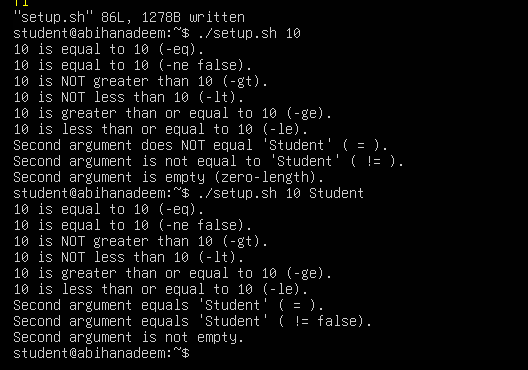 fi
"setup.sh" 86L, 1278B written
student@abihanadeem:~$ ./setup.sh 10
10 is equal to 10 (-eq).
10 is equal to 10 (-ne false).
10 is NOT greater than 10 (-gt).
10 is NOT less than 10 (-lt).
10 is greater than or equal to 10 (-ge).
10 is less than or equal to 10 (-le).
Second argument does NOT equal 'Student' ( = ).
Second argument is not equal to 'Student' ( != ).
Second argument is empty (zero-length).
student@abihanadeem:~$ ./setup.sh 10 Student
10 is equal to 10 (-eq).
10 is equal to 10 (-ne false).
10 is NOT greater than 10 (-gt).
10 is NOT less than 10 (-lt).
10 is greater than or equal to 10 (-ge).
10 is less than or equal to 10 (-le).
Second argument equals 'Student' ( = ).
Second argument equals 'Student' ( != false).
Second argument is not empty.
student@abihanadeem:~$